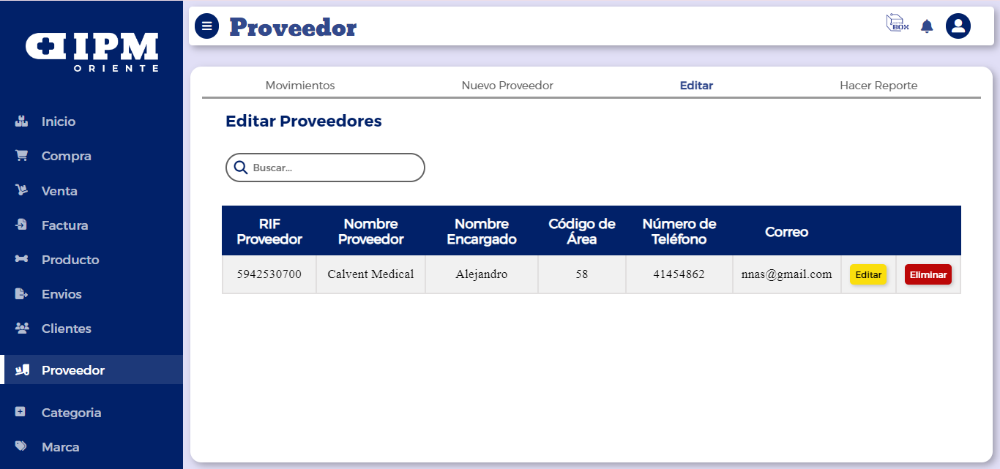 IPM
ORIENTE
Inicio
Compra
Venta
Factura
Producto
Envios
Clientes
Proveedor
Categoria
Marca
Proveedor
BOX
Movimientos Nuevo Proveedor Editar Hacer Reporte
Editar Proveedores
Buscar...
RIF Proveedor Nombre Proveedor Nombre Encargado Código de Área Número de Teléfono Correo
5942530700 Calvent Medical Alejandro 58 41454862 nnas@gmail.com Editar Eliminar